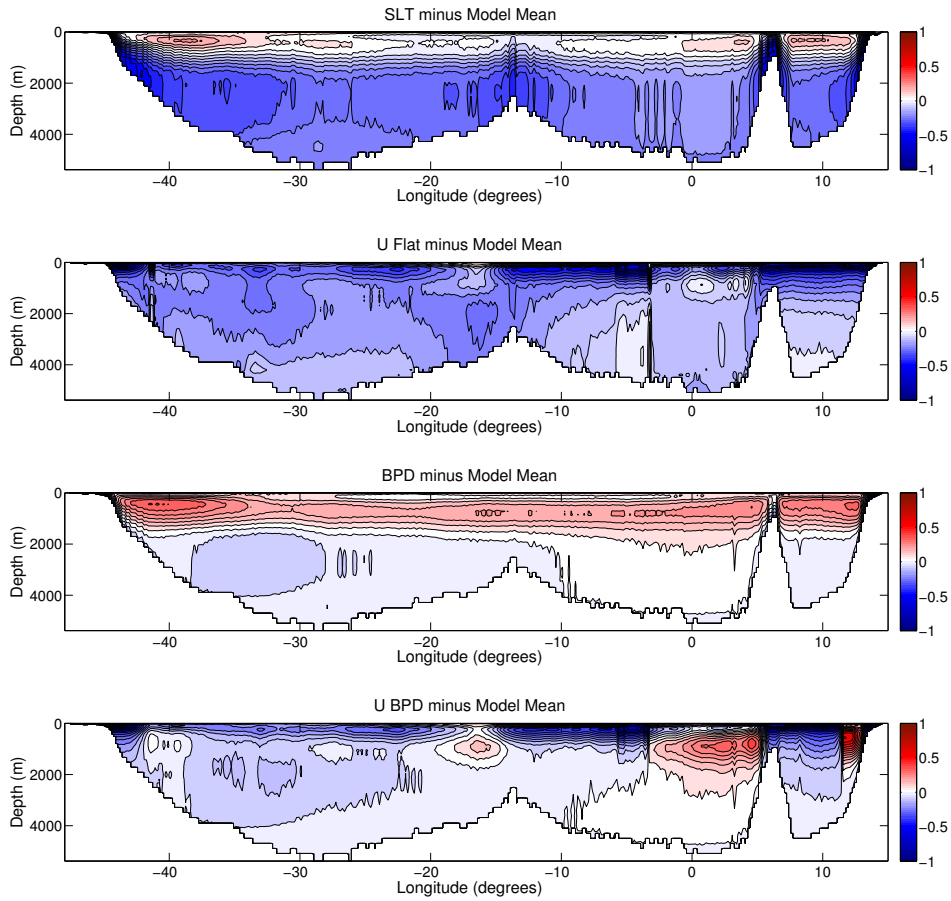 SLT minus Model Mean
Depth (m)
0
2000
4000
−40 −30 −20 −10 0 10
Longitude (degrees)
1
0.5
0
−0.5
−1
U Flat minus Model Mean
Depth (m)
0
2000
4000
−40 −30 −20 −10 0 10
Longitude (degrees)
1
0.5
0
−0.5
−1
BPD minus Model Mean
Depth (m)
0
2000
4000
−40 −30 −20 −10 0 10
Longitude (degrees)
1
0.5
0
−0.5
−1
U BPD minus Model Mean
Depth (m)
0
2000
4000
−40 −30 −20 −10 0 10
Longitude (degrees)
1
0.5
0
−0.5
−1